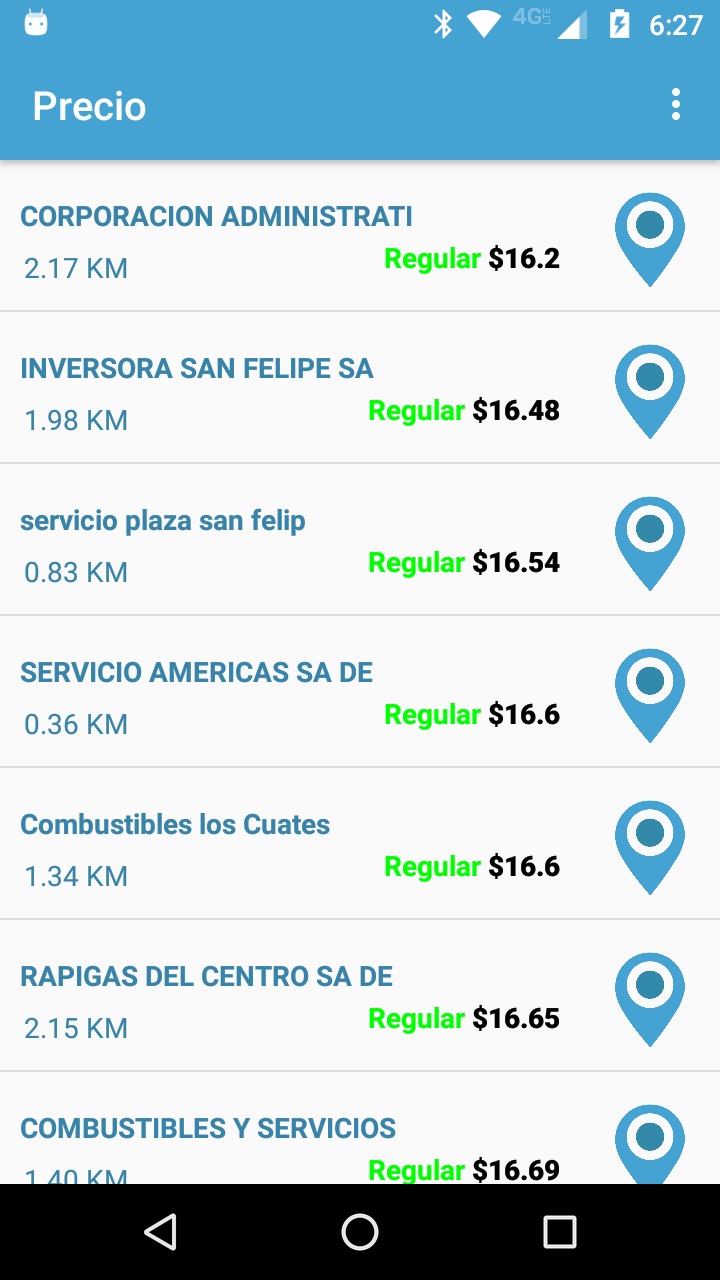 4G LTE 6:27
Precio
CORPORACION ADMINISTRATI
2.17 KM Regular $16.2
INVERSORA SAN FELIPE SA
1.98 KM Regular $16.48
servicio plaza san felip
0.83 KM Regular $16.54
SERVICIO AMERICAS SA DE
0.36 KM Regular $16.6
Combustibles los Cuates
1.34 KM Regular $16.6
RAPIGAS DEL CENTRO SA DE
2.15 KM Regular $16.65
COMBUSTIBLES Y SERVICIOS
1.40 KM Regular $16.69